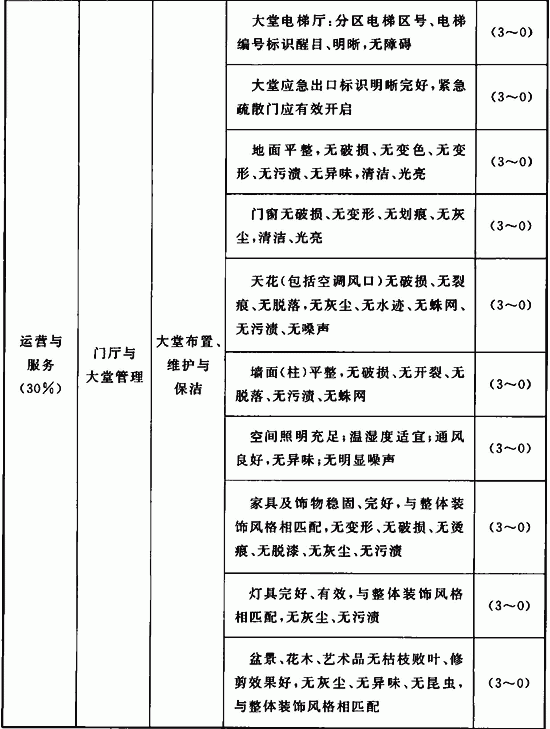 大堂电梯厅:分区电梯区号、电梯
编号标识醒目、明晰,无障碍
(3～0)
大堂应急出口标识明晰完好,紧急
疏散门应有效开启
(3～0)
地面平整,无破损、无变色、无变
形、无污渍、无异味,清洁、光亮
(3～0)
门窗无破损、无变形、无划痕、无灰
尘,清洁、光亮
(3～0)
运营与
服务
(30%)
门厅与
大堂管理
大堂布置、
维护与
保洁
天花(包括空调风口)无破损、无裂
痕、无脱落,无灰尘、无水迹、无蛛网、
无污渍、无噪声
(3～0)
墙面(柱)平整,无破损、无开裂、无
脱落、无污渍、无蛛网
(3～0)
空间照明充足;温湿度适宜;通风
良好,无异味;无明显噪声
(3～0)
家具及饰物稳固、完好,与整体装
饰风格相匹配,无变形、无破损、无烫
痕、无脱漆、无灰尘、无污渍
(3～0)
灯具完好、有效,与整体装饰风格
相匹配,无灰尘、无污渍
(3～0)
盆景、花木、艺术品无枯枝败叶、修
剪效果好,无灰尘、无异味、无昆虫,
与整体装饰风格相匹配
(3～0)